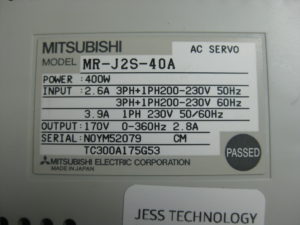 MITSUBISHI
AC SERVO
MODEL MR-J2S-40A
POWER : 400W
INPUT : 2.6A 3PH+1PH200-230V 50Hz
3PH+1PH200-230V 60Hz
3.9A 1PH 230V 50/60Hz
OUTPUT: 170V 0-360Hz 2.8A
SERIAL: N0YM52079 CM
TC300A175G53
MITSUBISHI ELECTRIC CORPORATION
MADE IN JAPAN
PASSED
JESS TECHNOLOGY